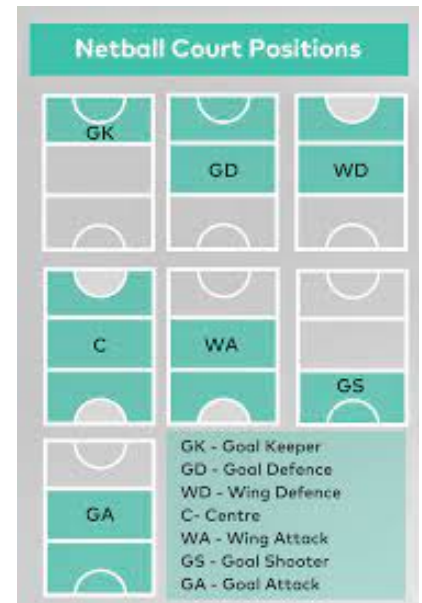 Netball Court Positions
GK
GD
WD
C
WA
GS
GA
GK - Goal Keeper
GD - Goal Defence
WD - Wing Defence
C- Centre
WA - Wing Attack
GS - Goal Shooter
GA - Goal Attack